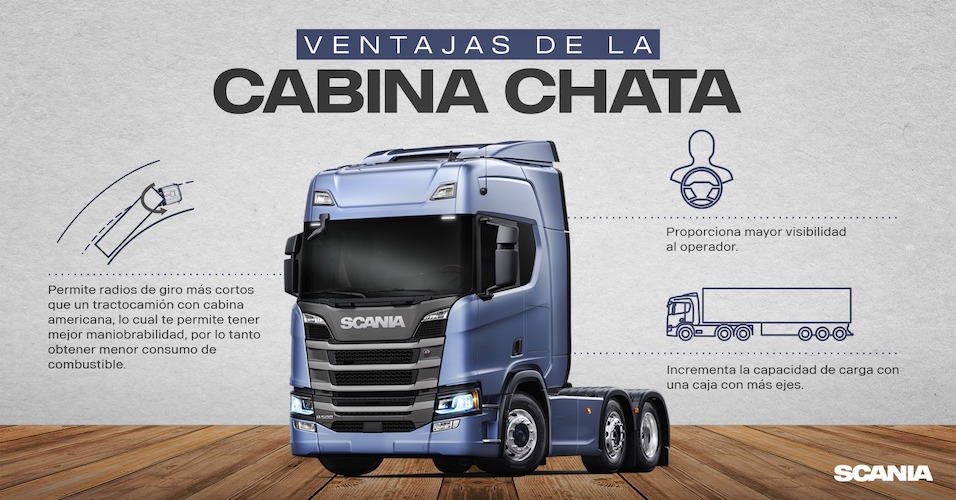 VENTAJAS DE LA
CABINA CHATA
Proporciona mayor visibilidad
al operador.
Permite radios de giro más cortos
que un tractocamión con cabina
americana, lo cual te permite tener
mejor maniobrabilidad, por lo tanto
obtener menor consumo de
combustible.
SCANIA
Incrementa la capacidad de carga con
una caja con más ejes.
SCANIA